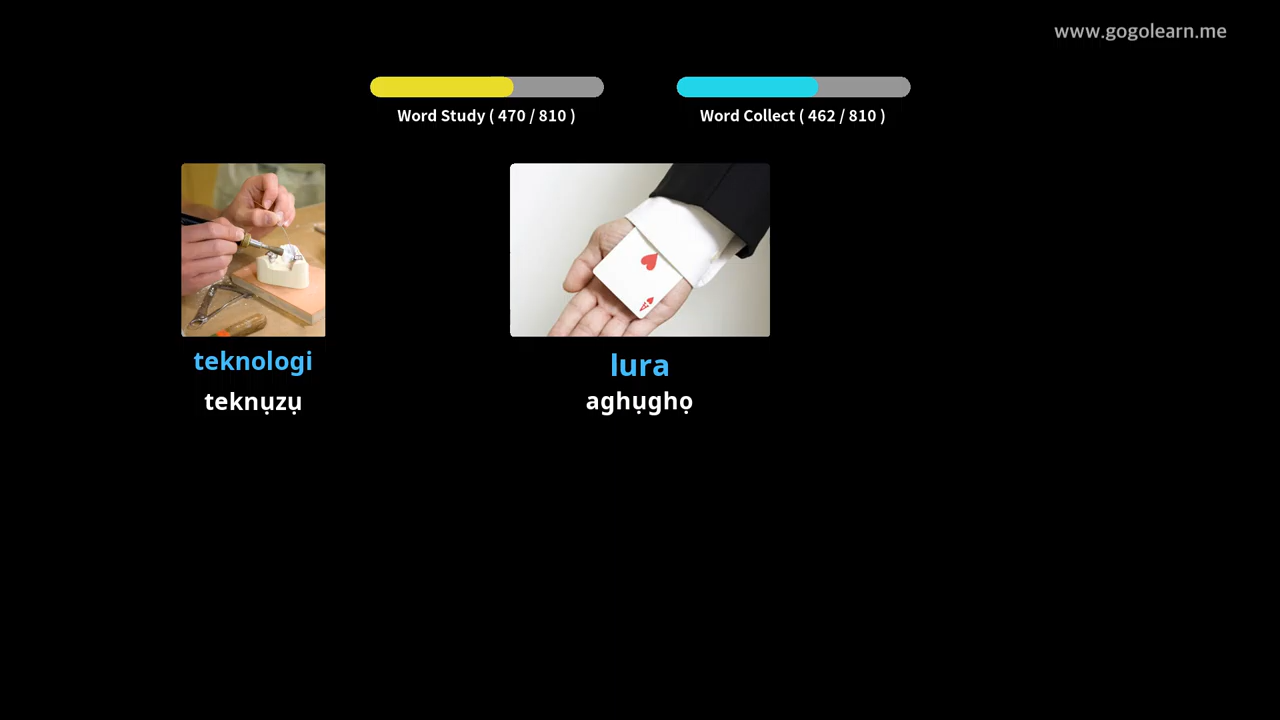 www.gogolearn.me
Word Study ( 470 / 810 )
Word Collect ( 462 / 810 )
teknologi
teknụzụ
lura
aghụghọ